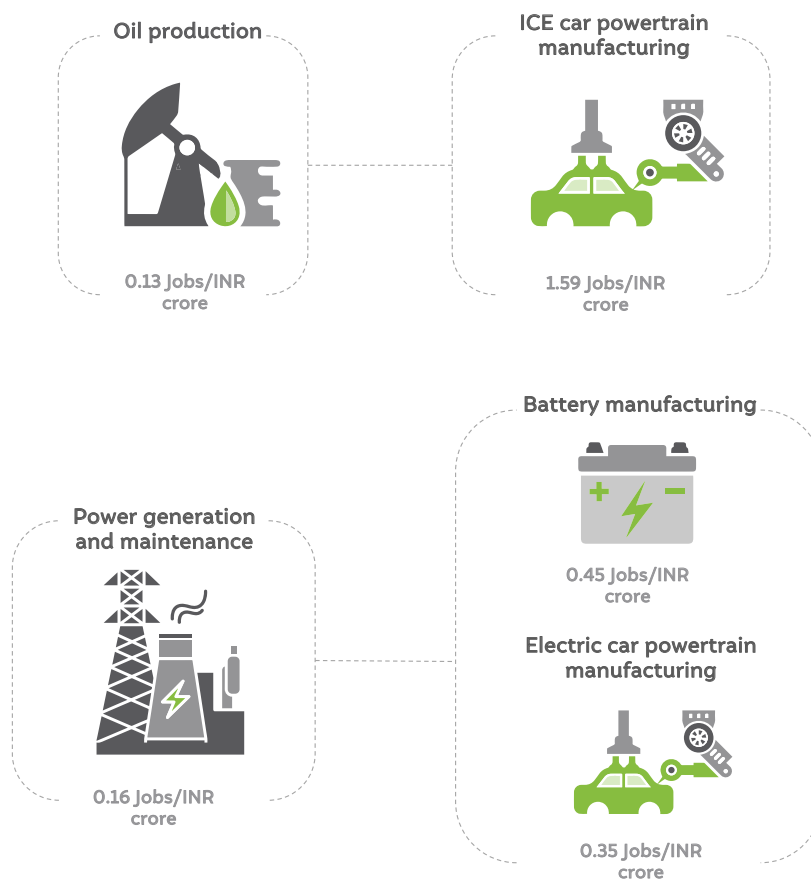 Oil production
0.13 Jobs/INR
crore
ICE car powertrain
manufacturing
1.59 Jobs/INR
crore
Power generation
and maintenance
0.16 Jobs/INR
crore
Battery manufacturing
0.45 Jobs/INR
crore
Electric car powertrain
manufacturing
0.35 Jobs/INR
crore